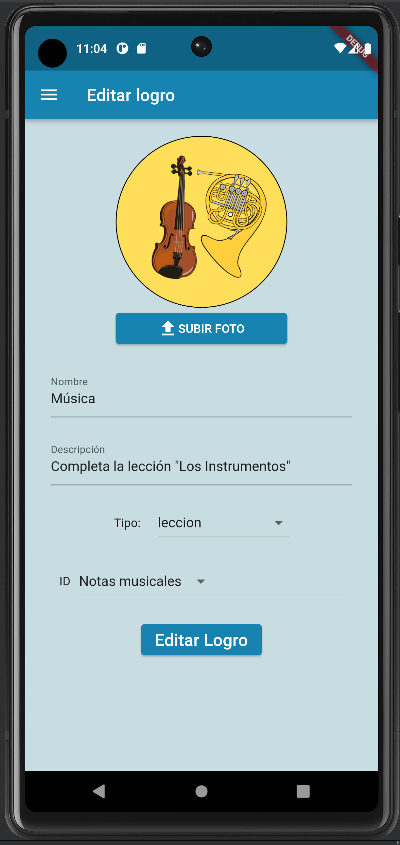 11:04
DEBUG
Editar logro
SUBIR FOTO
Nombre
Música
Descripción
Completa la lección "Los Instrumentos"
Tipo: leccion
ID Notas musicales
Editar Logro